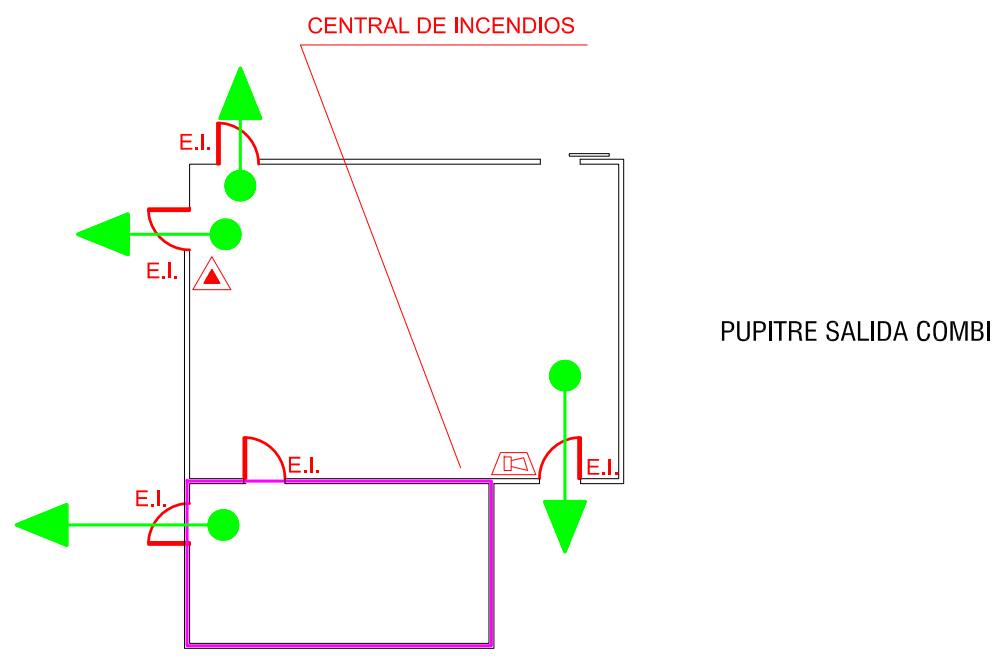 CENTRAL DE INCENDIOS
E.I.
E.I.
PUPITRE SALIDA COMBI
E.I.
E.I.
E.I.